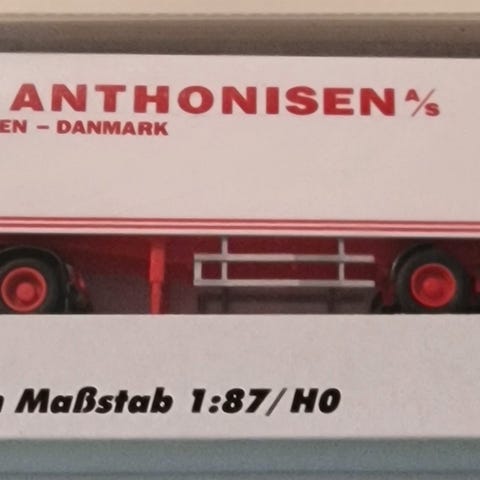 ANTHONISEN A/S
EN – DANMARK
Maßstab 1:87/H0